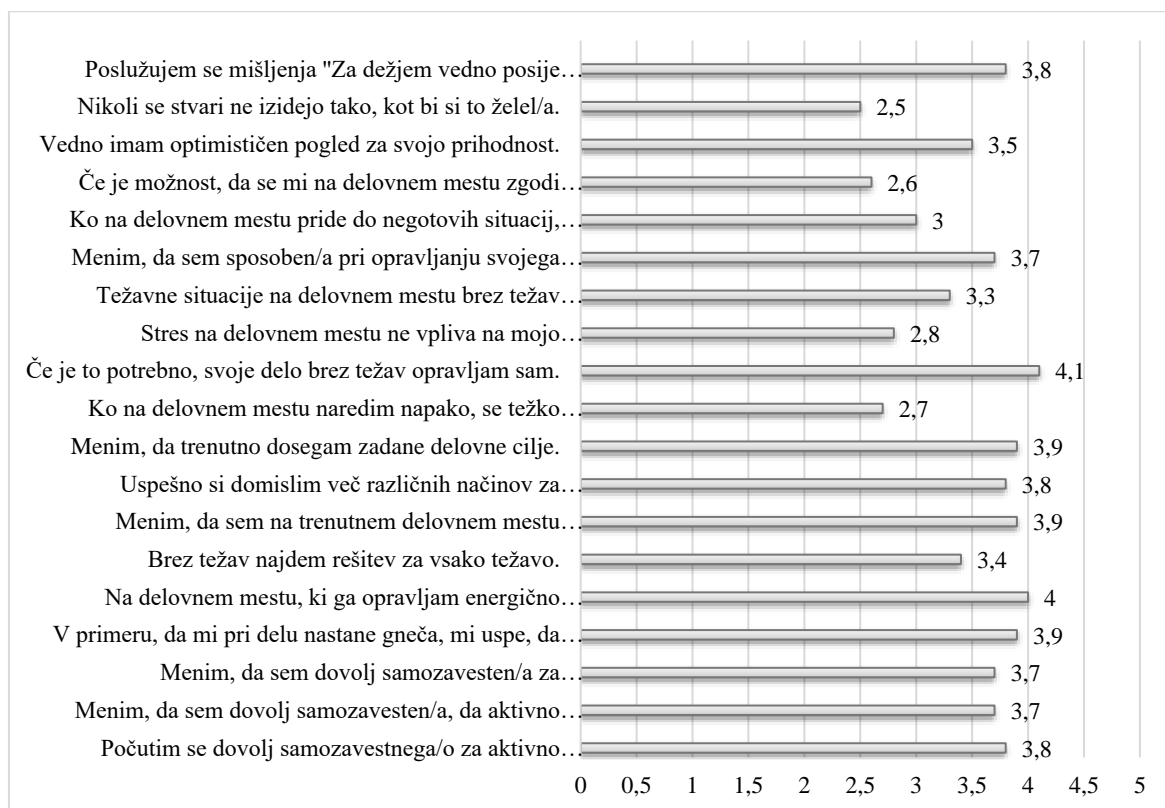 Poslužujem se mišljenja "Za dežjem vedno posije… 3,8
Nikoli se stvari ne izidejo tako, kot bi si to želel/a. 2,5
Vedno imam optimističen pogled za svojo prihodnost. 3,5
Če je možnost, da se mi na delovnem mestu zgodi… 2,6
Ko na delovnem mestu pride do negotovih situacij,… 3
Menim, da sem sposoben/a pri opravljanju svojega… 3,7
Težavne situacije na delovnem mestu brez težav… 3,3
Stres na delovnem mestu ne vpliva na mojo… 2,8
Če je to potrebno, svoje delo brez težav opravljam sam. 4,1
Ko na delovnem mestu naredim napako, se težko… 2,7
Menim, da trenutno dosegam zadane delovne cilje. 3,9
Uspešno si domislim več različnih načinov za… 3,8
Menim, da sem na trenutnem delovnem mestu… 3,9
Brez težav najdem rešitev za vsako težavo. 3,4
Na delovnem mestu, ki ga opravljam energično… 4
V primeru, da mi pri delu nastane gneča, mi uspe, da… 3,9
Menim, da sem dovolj samozavesten/a za… 3,7
Menim, da sem dovolj samozavesten/a, da aktivno… 3,7
Počutim se dovolj samozavestnega/o za aktivno… 3,8
0 0,5 1 1,5 2 2,5 3 3,5 4 4,5 5